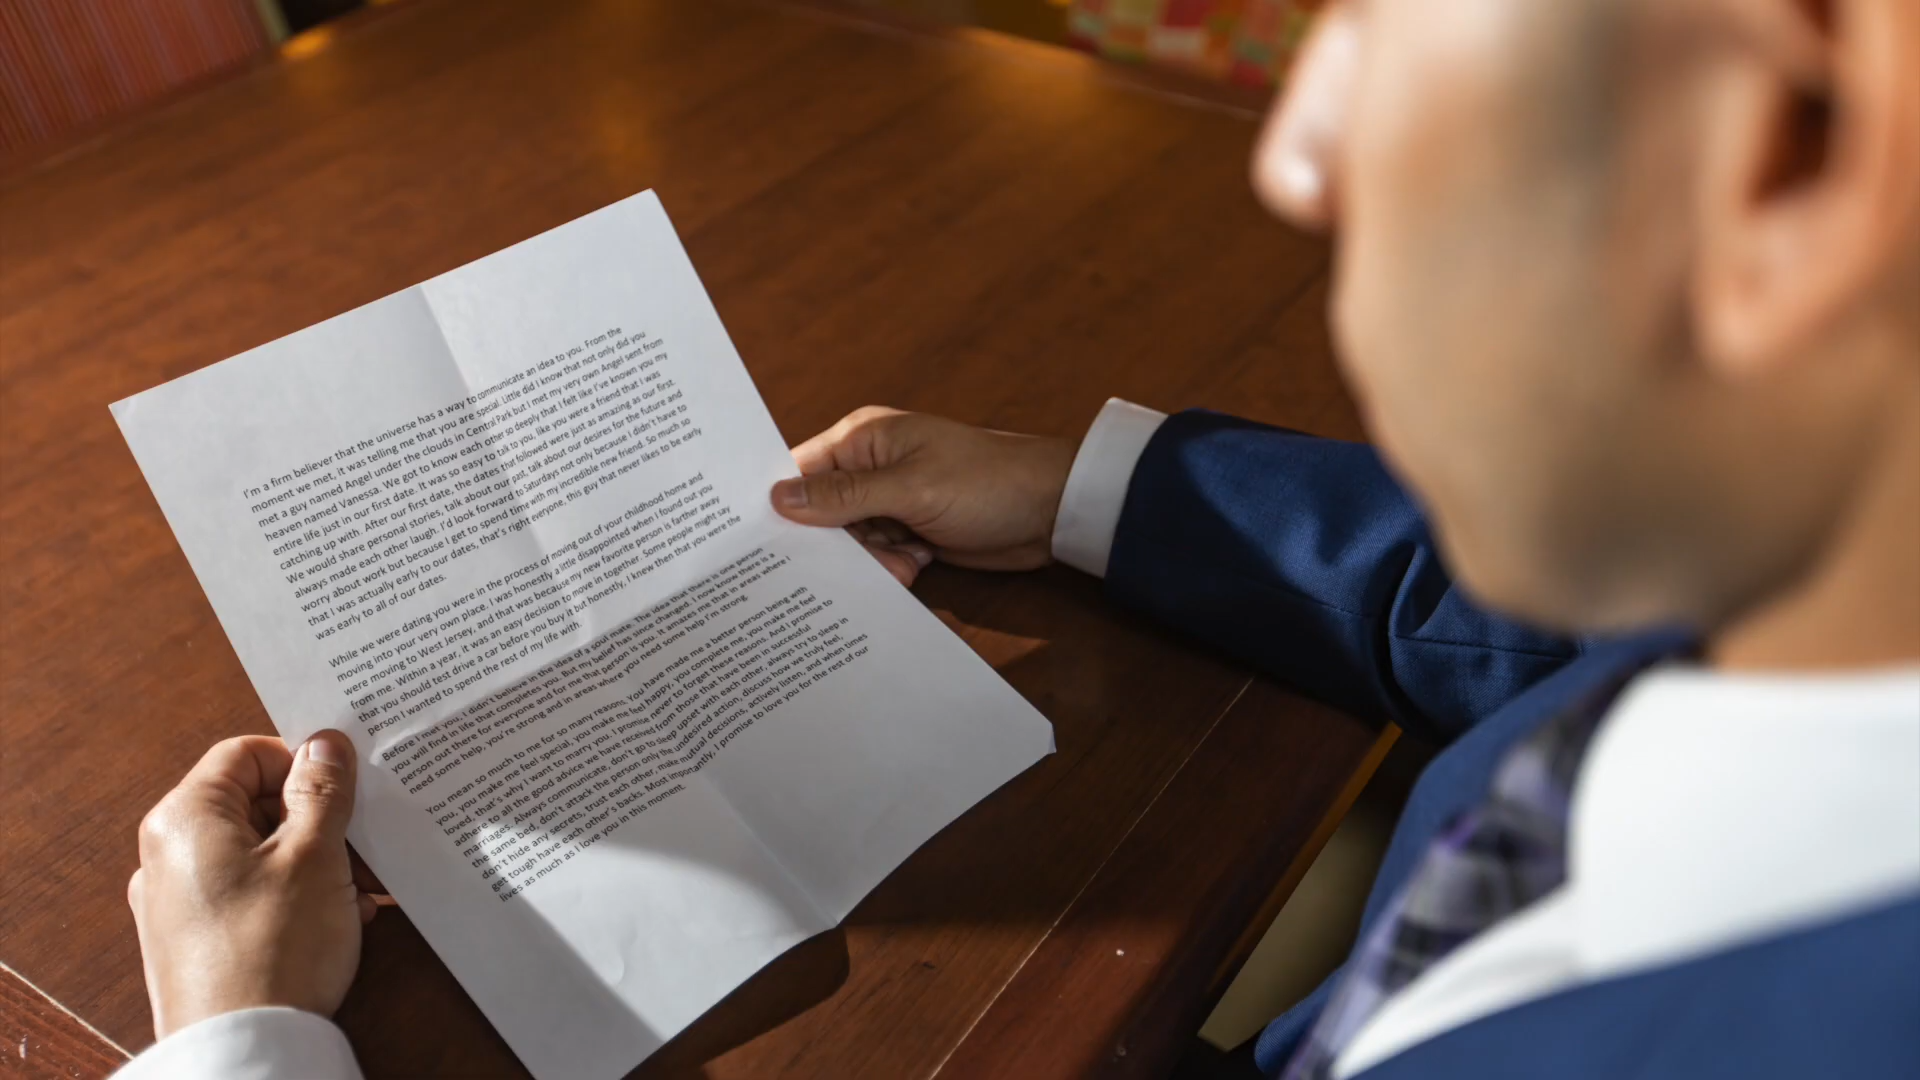 I'm a firm believer that the universe has a way to communicate an idea to you. From the
moment we met, it was telling me that you are special. Little did I know that not only did you
met a guy named Angel under the clouds in Central Park but I met my very own Angel sent from
heaven named Vanessa. We got to know each other so deeply that I felt like I've known you my
entire life just in our first date. It was so easy to talk to you, like you were a friend that I was
catching up with. After our first date, the dates that followed were just as amazing as our first.
We would share personal stories, talk about our past, talk about our desires for the future and
always made each other laugh. I'd look forward to Saturdays not only because I didn't have to
worry about work but because I get to spend time with my incredible new friend. So much so
that I was actually early to our dates, that's right everyone, this guy that never likes to be early
was early to all of our dates.
While we were dating you were in the process of moving out of your childhood home and
moving into your very own place. I was honestly a little disappointed when I found out you
were moving to West Jersey, and that was because my new favorite person is farther away
from me. Within a year, it was an easy decision to move in together. Some people might say
that you should test drive a car before you buy it but honestly, I knew then that you were the
person I wanted to spend the rest of my life with.
Before I met you, I didn't believe in the idea of a soul mate. This idea that there is one person
you will find in life that completes you. But my belief has since changed. I now know there is a
person out there for everyone and for me that person is you. It amazes me that in areas where I
need some help, you're strong and in areas where you need some help I'm strong.
You mean so much to me for so many reasons. You have made me a better person being with
you, you make me feel special, you make me feel happy, you complete me, you make me feel
loved, that's why I want to marry you. I promise never to forget these reasons. And I promise to
adhere to all the good advice we have received from those that have been in successful
marriages. Always communicate, don't go to sleep upset with each other, always try to sleep in
the same bed, don't attack the person only the undesired action, discuss how we truly feel,
don't hide any secrets, trust each other, make mutual decisions, actively listen, and when times
get tough have each other's backs. Most importantly, I promise to love you for the rest of our
lives as much as I love you in this moment.